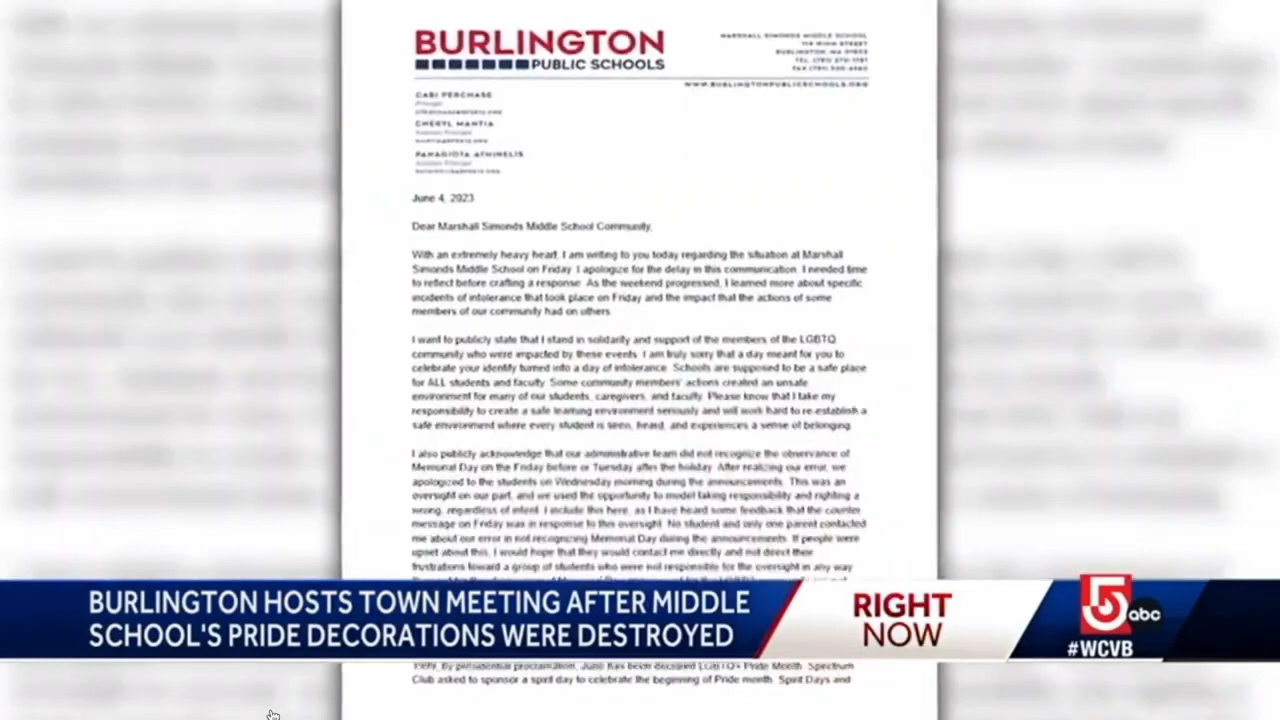 BURLINGTON
PUBLIC SCHOOLS
MARSHALL SIMONDS MIDDLE SCHOOL
BURLINGTON, MA
WWW.BURLINGTONPUBLICSCHOOLS.ORG
CARI PERCHASE
Principal
CHERYL MANTIA
Assistant Principal
Assistant Principal
June 4, 2023
Dear Marshall Simonds Middle School Community,
With an extremely heavy heart, I am writing to you today regarding the situation at Marshall
Simonds Middle School on Friday. I apologize for the delay in this communication. I needed time
to reflect before crafting a response. As the weekend progressed, I learned more about specific
incidents of intolerance that took place on Friday and the impact that the actions of some
members of our community had on others.
I want to publicly state that I stand in solidarity and support of the members of the LGBTQ
community who were impacted by these events. I am truly sorry that a day meant for you to
celebrate your identity turned into a day of intolerance. Schools are supposed to be a safe place
for ALL students and faculty. Some community members' actions created an unsafe
environment for many of our students, caregivers, and faculty. Please know that I take my
responsibility to create a safe learning environment seriously and will work hard to re-establish a
safe environment where every student is seen, heard, and experiences a sense of belonging.
I also publicly acknowledge that our administrative team did not recognize the observance of
Memorial Day on the Friday before or Tuesday after the holiday. After realizing our error, we
apologized to the students on Wednesday morning during the announcements. This was an
oversight on our part, and we used the opportunity to model taking responsibility and righting a
wrong, regardless of intent. I include this here, as I have heard some feedback that the counter
message on Friday was in response to this oversight. No student and only one parent contacted
me about our error in not recognizing Memorial Day during the announcements. If people were
upset about this, I would hope that they would contact me directly and not direct their
frustrations toward a group of students who were not responsible for the oversight in any way.
BURLINGTON HOSTS TOWN MEETING AFTER MIDDLE
SCHOOL'S PRIDE DECORATIONS WERE DESTROYED
RIGHT
NOW
5 abc
#WCVB
by presidential proclamation, June has been declared LGBTQ+ Pride Month. Spectrum
Club asked to sponsor a spirit day to celebrate the beginning of Pride month. Spirit Days and